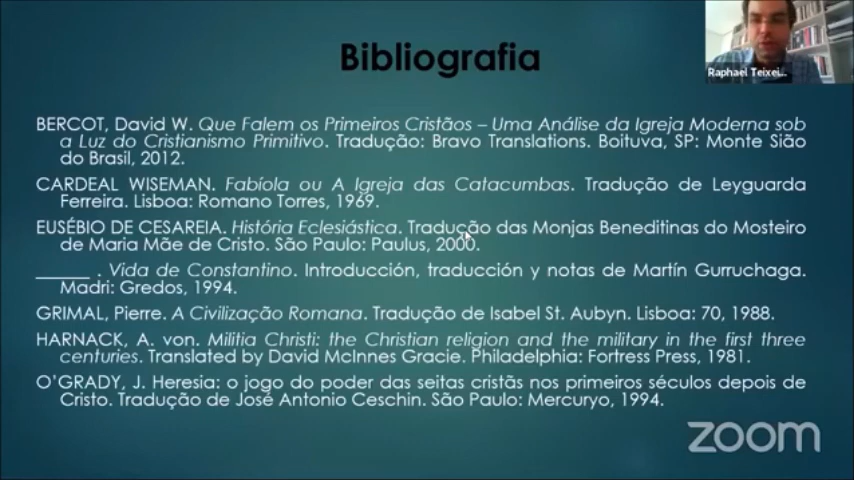 Bibliografia
Raphael Teixei...
BERCOT, David W. Que Falem os Primeiros Cristãos – Uma Análise da Igreja Moderna sob
a Luz do Cristianismo Primitivo. Tradução: Bravo Translations. Boituva, SP: Monte Sião
do Brasil, 2012.
CARDEAL WISEMAN. Fabíola ou A Igreja das Catacumbas. Tradução de Leyguarda
Ferreira. Lisboa: Romano Torres, 1969.
EUSÉBIO DE CESAREIA. História Eclesiástica. Tradução das Monjas Beneditinas do Mosteiro
de Maria Mãe de Cristo. São Paulo: Paulus, 2000.
______ . Vida de Constantino. Introducción, traducción y notas de Martín Gurruchaga.
Madri: Gredos, 1994.
GRIMAL, Pierre. A Civilização Romana. Tradução de Isabel St. Aubyn. Lisboa: 70, 1988.
HARNACK, A. von. Militia Christi: the Christian religion and the military in the first three
centuries. Translated by David McInnes Gracie. Philadelphia: Fortress Press, 1981.
O'GRADY, J. Heresia: o jogo do poder das seitas cristãs nos primeiros séculos depois de
Cristo. Tradução de José Antonio Ceschin. São Paulo: Mercuryo, 1994.
zoom